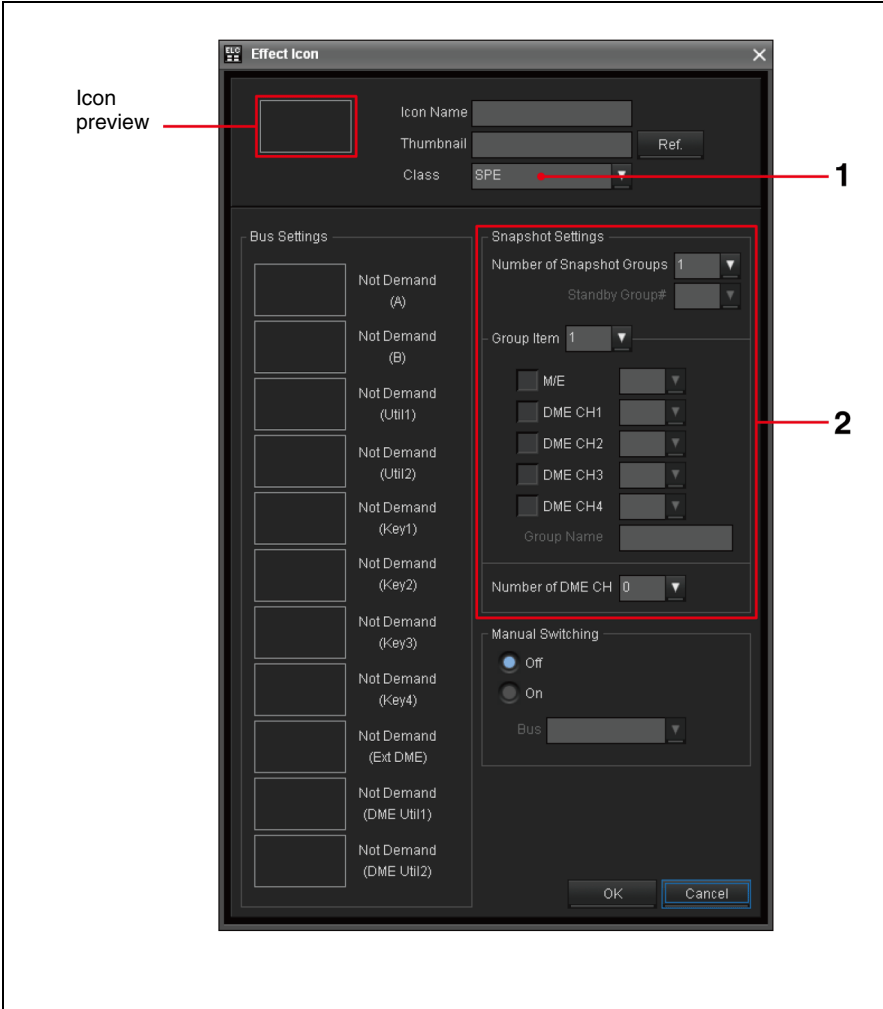 ELC Effect Icon
Icon
preview
Icon Name
Thumbnail Ref.
Class SPE
1
Bus Settings
Not Demand
(A)
Not Demand
(B)
Not Demand
(Util1)
Not Demand
(Util2)
Not Demand
(Key1)
Not Demand
(Key2)
Not Demand
(Key3)
Not Demand
(Key4)
Not Demand
(Ext DME)
Not Demand
(DME Util1)
Not Demand
(DME Util2)
Snapshot Settings
Number of Snapshot Groups 1
Standby Group#
Group Item 1
M/E
DME CH1
DME CH2
DME CH3
DME CH4
Group Name
Number of DME CH 0
2
Manual Switching
Off
On
Bus
OK Cancel